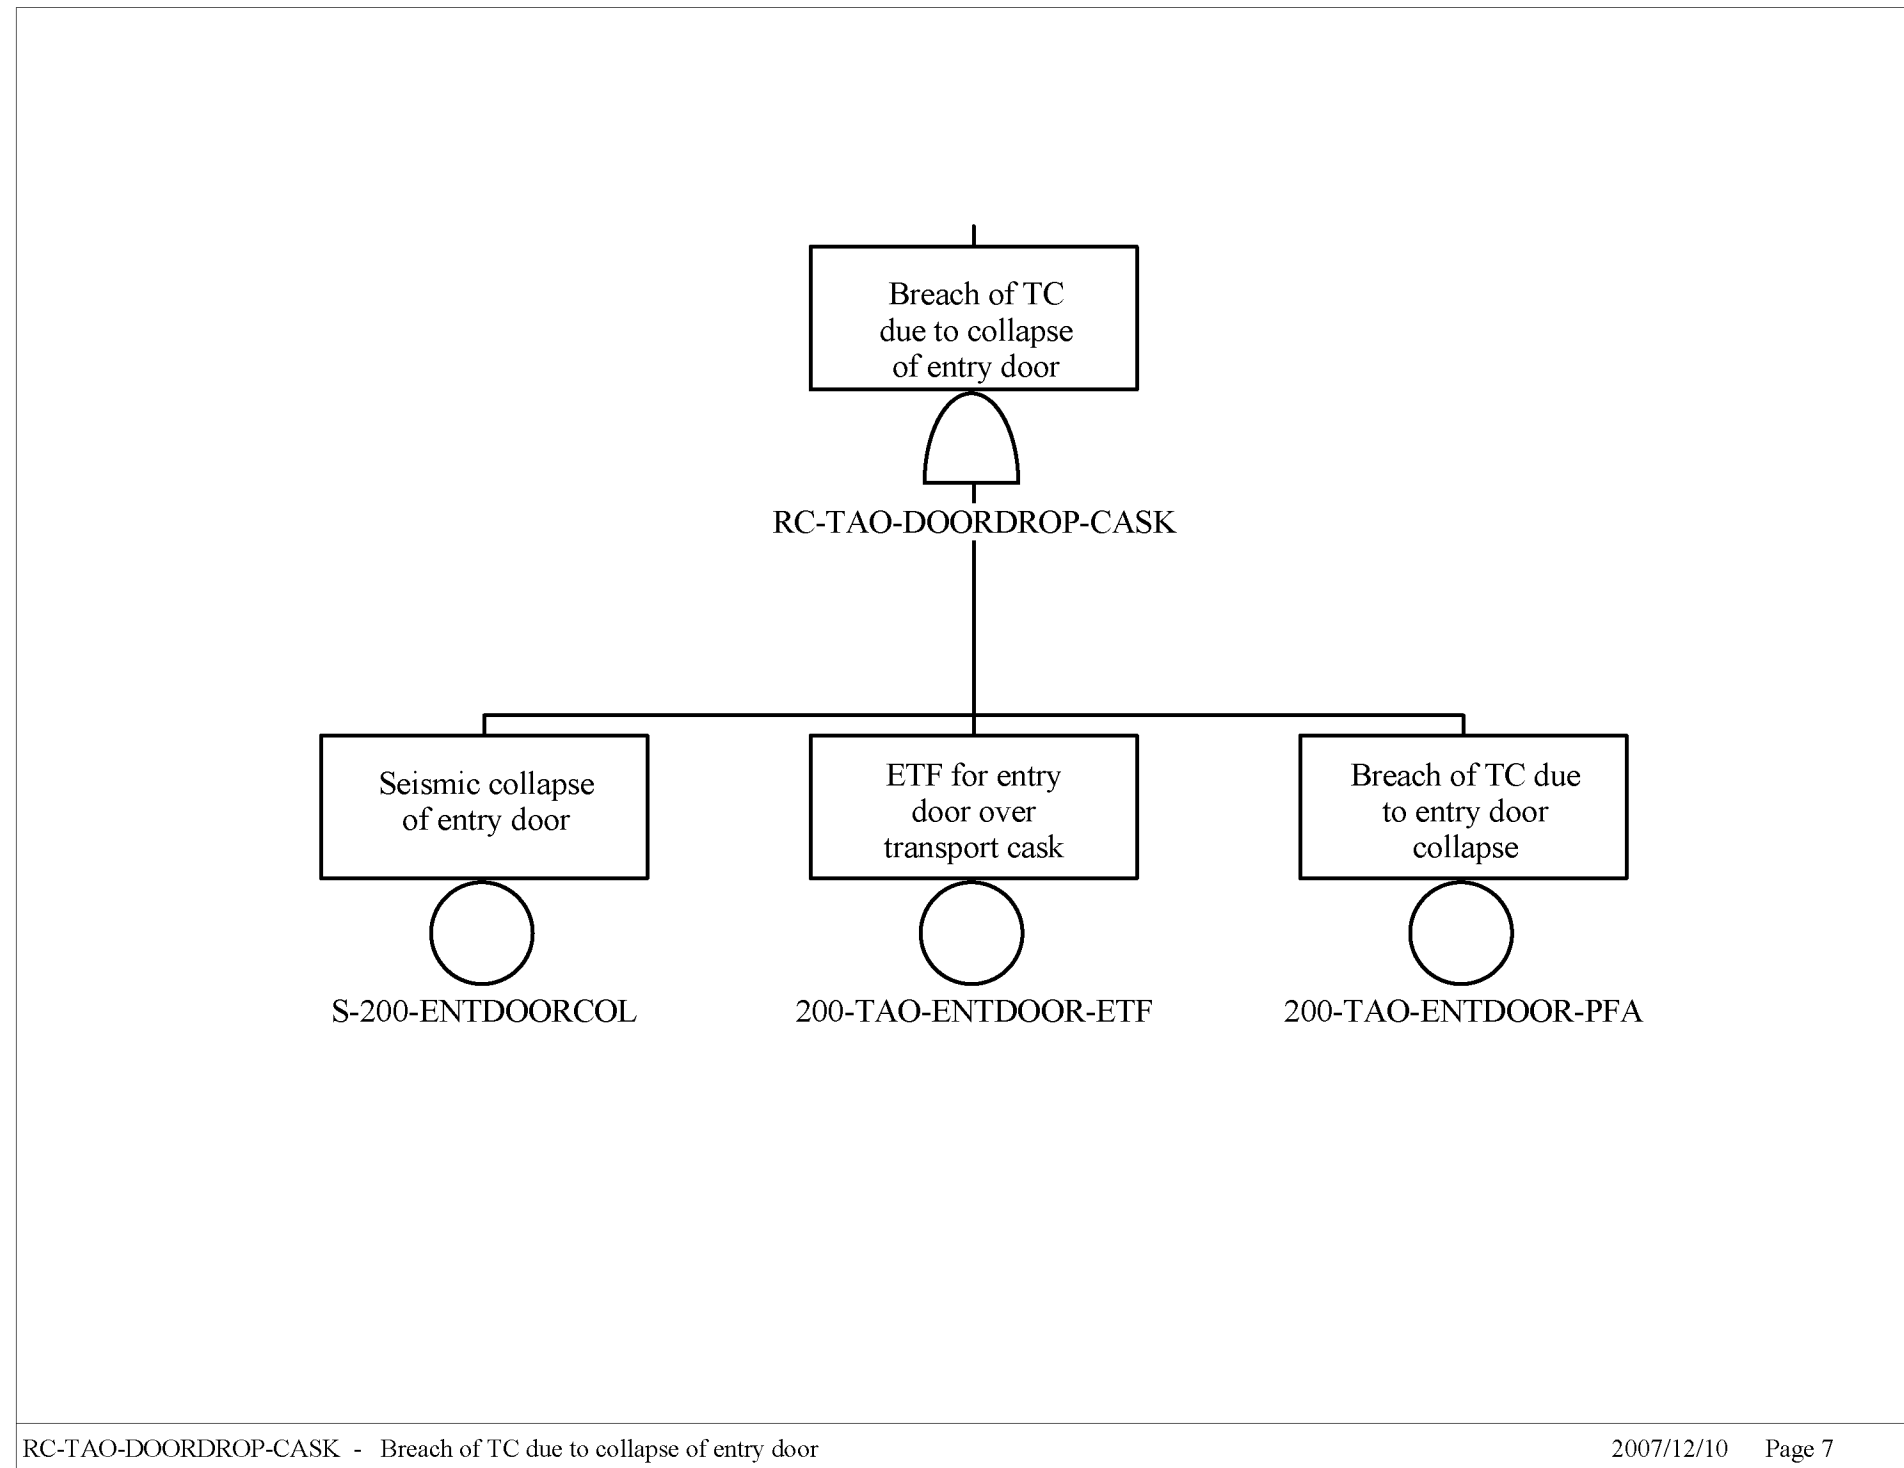 Breach of TC
due to collapse
of entry door
RC-TAO-DOORDROP-CASK
Seismic collapse
of entry door
S-200-ENTDOORCOL
ETF for entry
door over
transport cask
200-TAO-ENTDOOR-ETF
Breach of TC due
to entry door
collapse
200-TAO-ENTDOOR-PFA
RC-TAO-DOORDROP-CASK - Breach of TC due to collapse of entry door
2007/12/10 Page 7